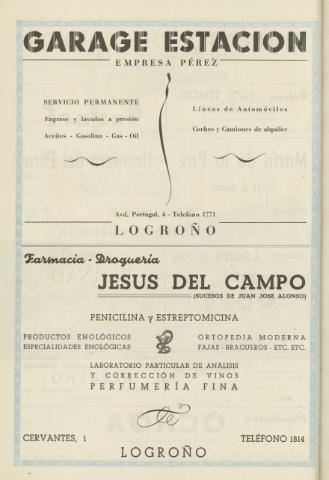 GARAGE ESTACION
EMPRESA PÉREZ
SERVICIO PERMANENTE
Engrase y lavados a presión
Aceites - Gasolina - Gas - Oil
Líneas de Automóviles
Coches y Camiones de alquiler
Avd. Portugal, 6 - Teléfono 1771
LOGROÑO
Farmacia - Droguería
JESUS DEL CAMPO
(SUCESOS DE JUAN JOSE ALONSO)
PENICILINA y ESTREPTOMICINA
PRODUCTOS ENOLÓGICOS
ESPECIALIDADES ENOLÓGICAS
ORTOPEDIA MODERNA
FAJAS - BRAGUEROS - ETC. ETC.
LABORATORIO PARTICULAR DE ANÁLISIS
Y CORRECCIÓN DE VINOS
PERFUMERÍA FINA
CERVANTES, 1
TELÉFONO 1814
LOGROÑO